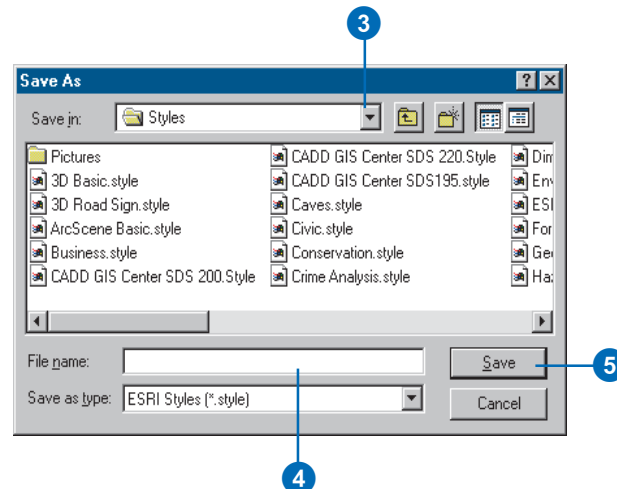 3
Save As
Save in: Styles
Pictures
3D Basic.style
3D Road Sign.style
ArcScene Basic.style
Business.style
CADD GIS Center SDS 200.Style
CADD GIS Center SDS 220.Style
CADD GIS Center SDS195.style
Caves.style
Civic.style
Conservation.style
Crime Analysis.style
File name:
Save
5
Save as type: ESRI Styles (*.style)
Cancel
4